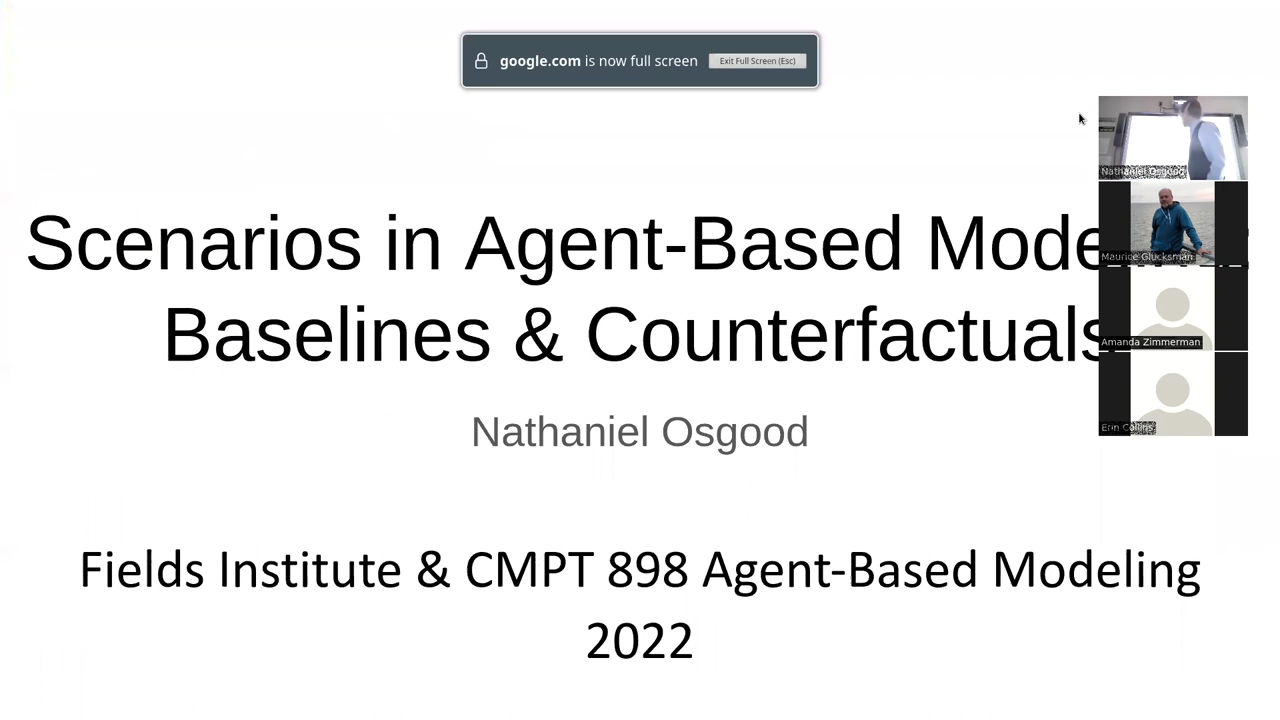 google.com is now full screen
Exit Full Screen (Esc)
Nathaniel Osgood
Scenarios in Agent-Based
Maurice Glucksman
Baselines & Counterfactuals
Amanda Zimmerman
Erin Collins
Nathaniel Osgood
Fields Institute & CMPT 898 Agent-Based Modeling
2022